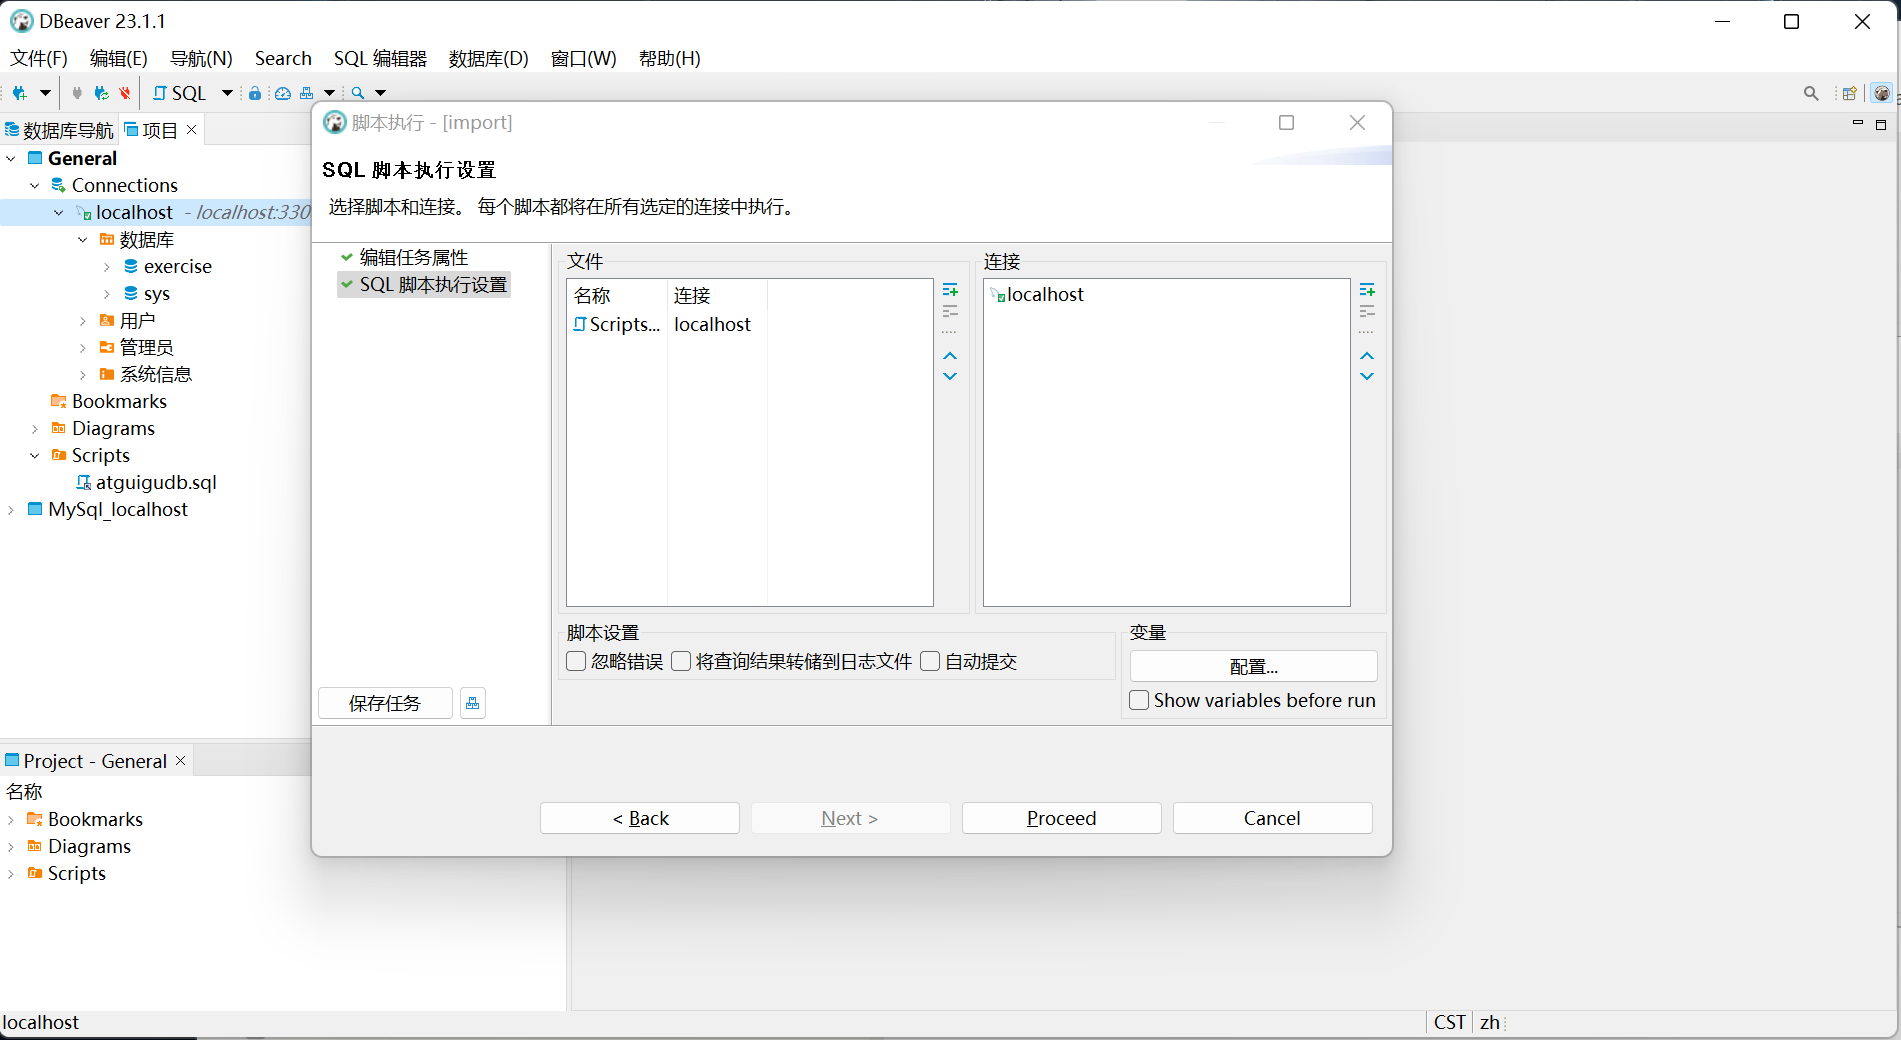 DBeaver 23.1.1
文件(F) 编辑(E) 导航(N) Search SQL 编辑器 数据库(D) 窗口(W) 帮助(H)
SQL
数据库导航 项目
General
Connections
localhost - localhost:330
数据库
exercise
sys
用户
管理员
系统信息
Bookmarks
Diagrams
Scripts
atguigudb.sql
MySql_localhost
Project - General
名称
Bookmarks
Diagrams
Scripts
脚本执行 - [import]
SQL 脚本执行设置
选择脚本和连接。 每个脚本都将在所有选定的连接中执行。
编辑任务属性
SQL 脚本执行设置
文件
名称 连接
Scripts... localhost
连接
localhost
脚本设置
忽略错误 将查询结果转储到日志文件 自动提交
变量
配置...
Show variables before run
保存任务
< Back Next > Proceed Cancel
localhost
CST zh